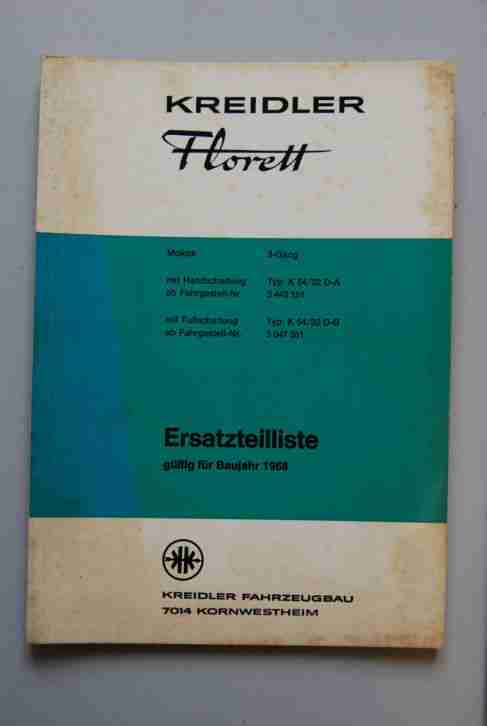 KREIDLER
Florett
Mokick 3-Gang
mit Handschaltung Typ: K 54/32 D-A
ab Fahrgestell-Nr.
mit Fußschaltung Typ: K 54/32 D-B
ab Fahrgestell-Nr.
Ersatzteilliste
gültig für Baujahr 1968
KREIDLER FAHRZEUGBAU
7014 KORNWESTHEIM